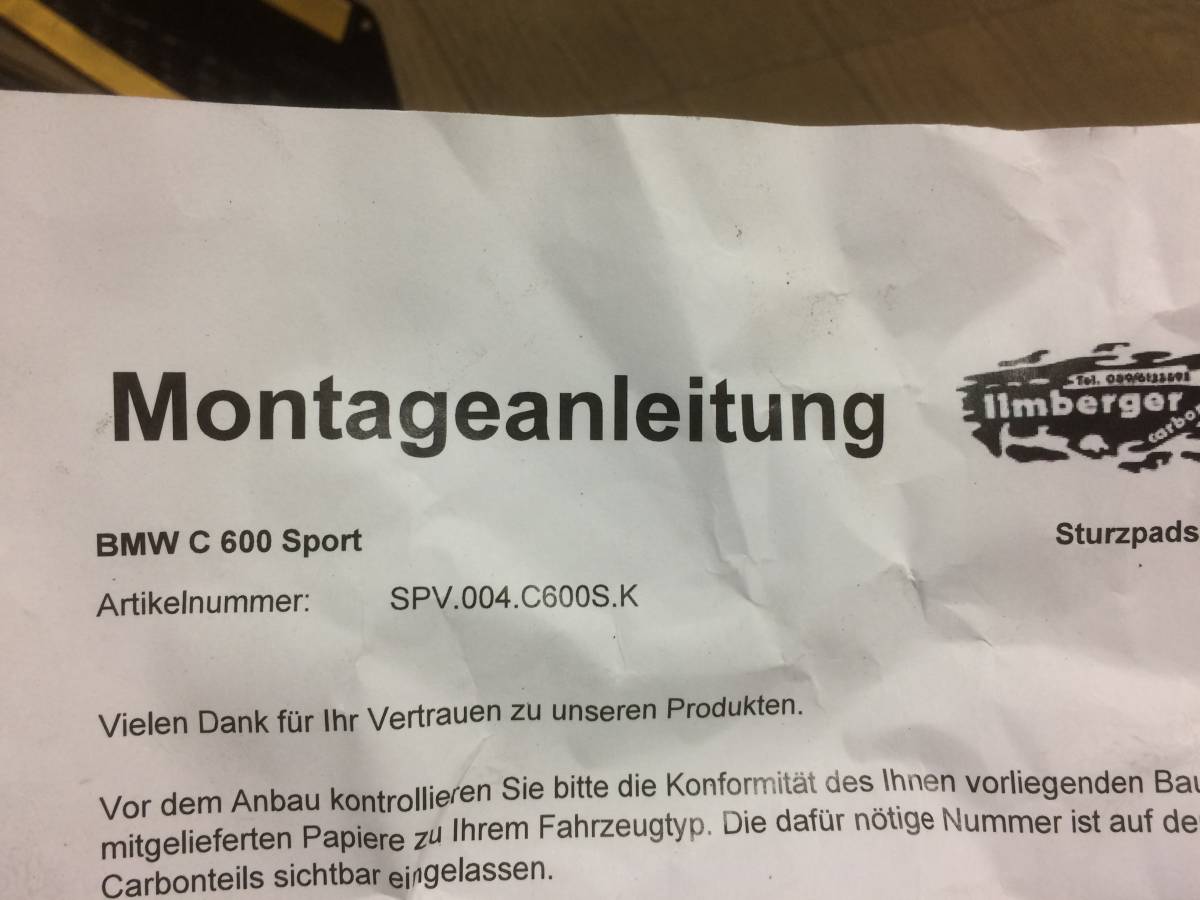 Montageanleitung
Tel.
Ilmberger
BMW C 600 Sport
Sturzpads
Artikelnummer: SPV.004.C600S.K
Vielen Dank für Ihr Vertrauen zu unseren Produkten.
Vor dem Anbau kontrollieren Sie bitte die Konformität des Ihnen vorliegenden
mitgelieferten Papiere zu Ihrem Fahrzeugtyp. Die dafür nötige Nummer ist auf
Carbonteils sichtbar eingelassen.